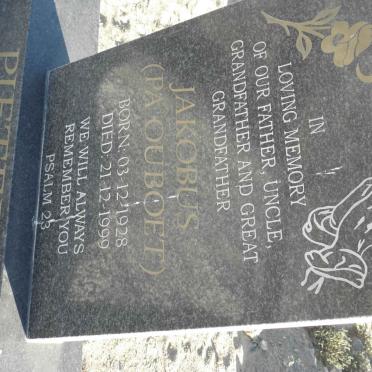 IN
LOVING MEMORY
OF OUR FATHER, UNCLE,
GRANDFATHER AND GREAT
GRANDFATHER
JAKOBUS
(PA OUBOET)
BORN: 03-12-1928
DIED: 21-12-1999
WE WILL ALWAYS
REMEMBER YOU
PSALM 23